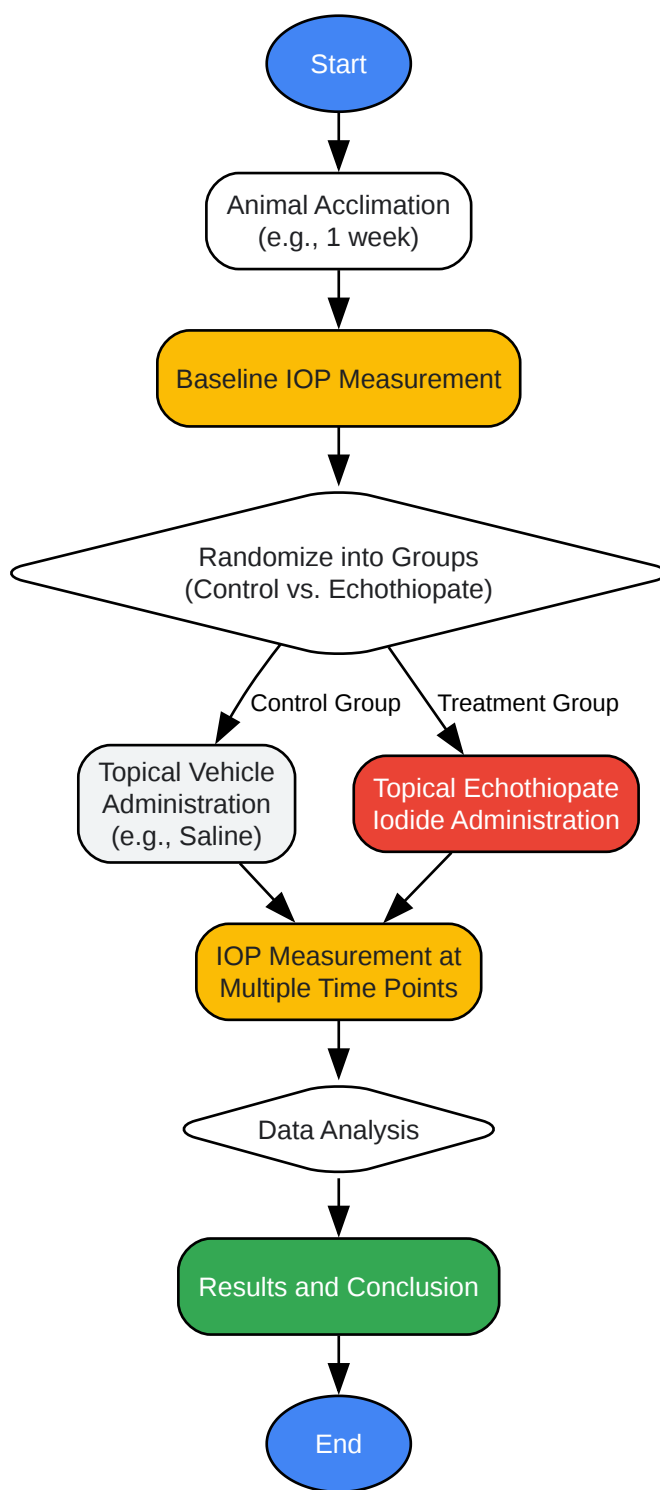 Start
Animal Acclimation
(e.g., 1 week)
Baseline IOP Measurement
Randomize into Groups
(Control vs. Echothiopate)
Control Group
Treatment Group
Topical Vehicle
Administration
(e.g., Saline)
Topical Echothiopate
Iodide Administration
IOP Measurement at
Multiple Time Points
Data Analysis
Results and Conclusion
End